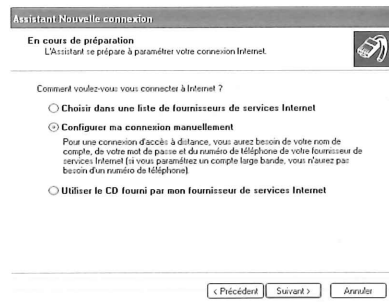 Assistant Nouvelle connexion
En cours de préparation
L'Assistant se prépare à paramétrer votre connexion Internet.
Comment voulez-vous vous connecter à Internet ?
Choisir dans une liste de fournisseurs de services Internet
Configurer ma connexion manuellement
Pour une connexion d'accès à distance, vous aurez besoin de votre nom de
compte, de votre mot de passe et du numéro de téléphone de votre fournisseur de
services Internet (si vous paramétrez un compte large bande, vous n'aurez pas
besoin d'un numéro de téléphone)
Utiliser le CD fourni par mon fournisseur de services Internet
< Précédent
Suivant >
Annuler